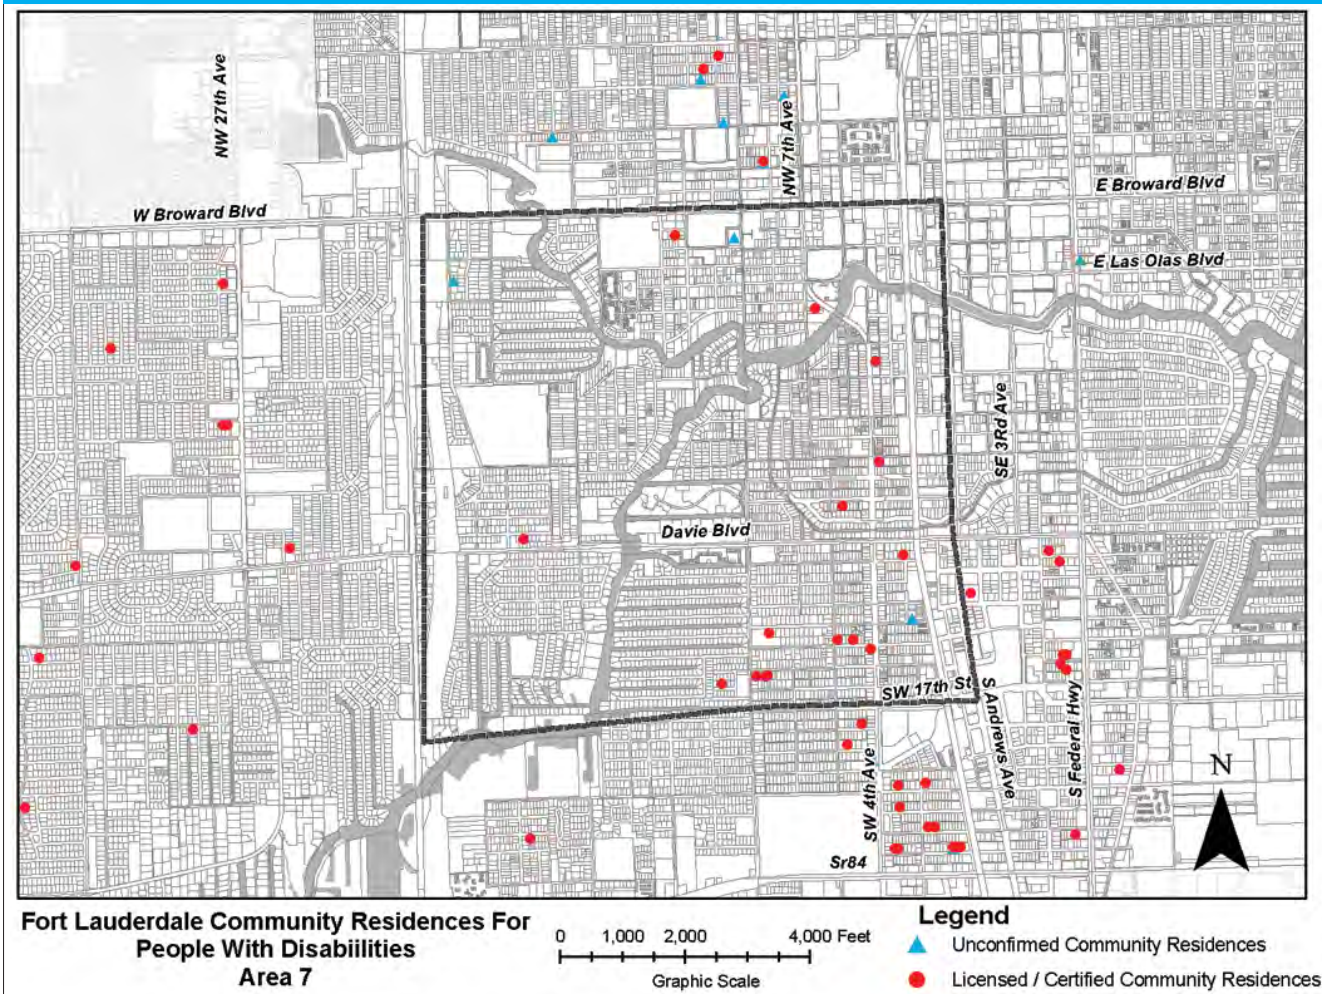 NW 27th Ave
NW 7th Ave
E Broward Blvd
W Broward Blvd
E Las Olas Blvd
SE 3Rd Ave
Davie Blvd
SW 17th St
S Andrews Ave
S Federal Hwy
N
SW 4th Ave
Sr84
Fort Lauderdale Community Residences For
People With Disabiilities
Area 7
0 1,000 2,000 4,000 Feet
Graphic Scale
Legend
Unconfirmed Community Residences
Licensed / Certified Community Residences